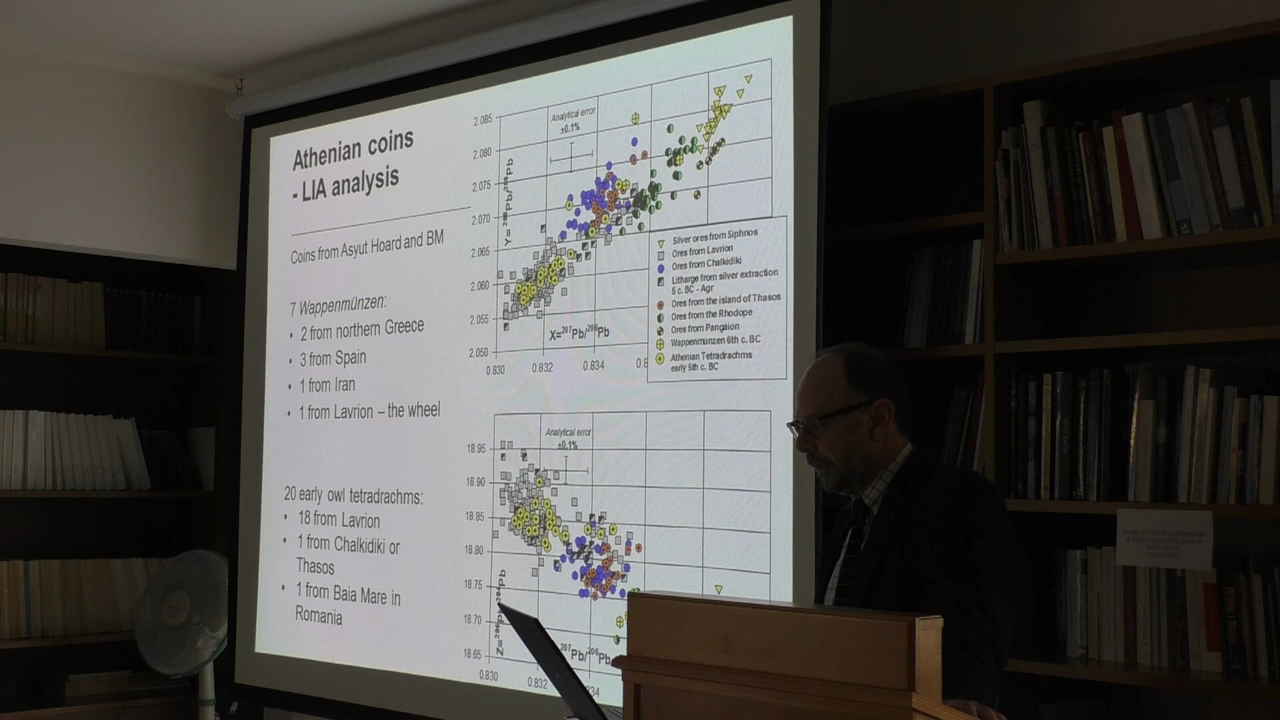 Athenian coins
- LIA analysis
Coins from Asyut Hoard and BM
7 Wappenmünzen:
• 2 from northern Greece
• 3 from Spain
• 1 from Iran
• 1 from Lavrion – the wheel
20 early owl tetradrachms:
• 18 from Lavrion
• 1 from Chalkidiki or
Thasos
• 1 from Baia Mare in
Romania
Analytical error
±0.1%
2.085
2.080
2.075
2.070
2.065
2.060
2.055
2.050
X=²⁰⁷Pb/²⁰⁶Pb
0.830
0.832
0.834
Silver ores from Siphnos
Ores from Lavrion
Ores from Chalkidiki
Litharge from silver extraction
5 c. BC - Agr
Ores from the island of Thasos
Ores from the Rhodope
Ores from Pangaion
Wappenmunzen 6th c. BC
Athenian Tetradrachms
early 5th c. BC
Analytical error
±0.1%
18.95
18.90
18.85
18.80
18.75
18.70
18.65
²⁰⁷Pb/²⁰⁶Pb
0.830
0.832